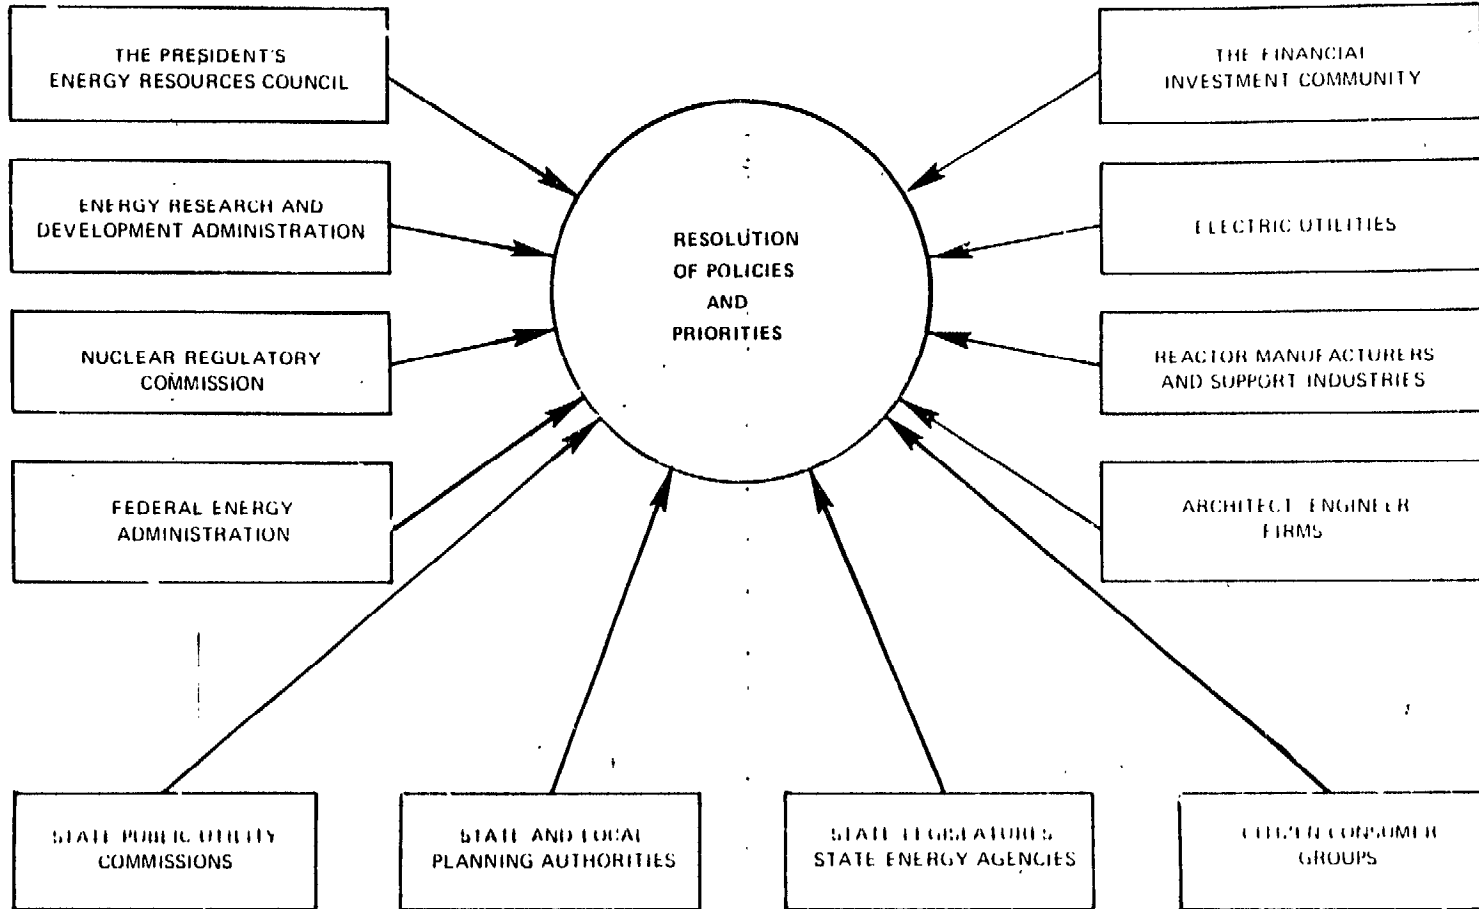 THE PRESIDENT'S
ENERGY RESOURCES COUNCIL
THE FINANCIAL
INVESTMENT COMMUNITY
ENERGY RESEARCH AND
DEVELOPMENT ADMINISTRATION
ELECTRIC UTILITIES
RESOLUTION
OF POLICIES
AND
PRIORITIES
NUCLEAR REGULATORY
COMMISSION
REACTOR MANUFACTURERS
AND SUPPORT INDUSTRIES
FEDERAL ENERGY
ADMINISTRATION
ARCHITECT ENGINEER
FIRMS
STATE PUBLIC UTILITY
COMMISSIONS
STATE AND LOCAL
PLANNING AUTHORITIES
STATE LEGISLATURES
STATE ENERGY AGENCIES
CITIZEN CONSUMER
GROUPS